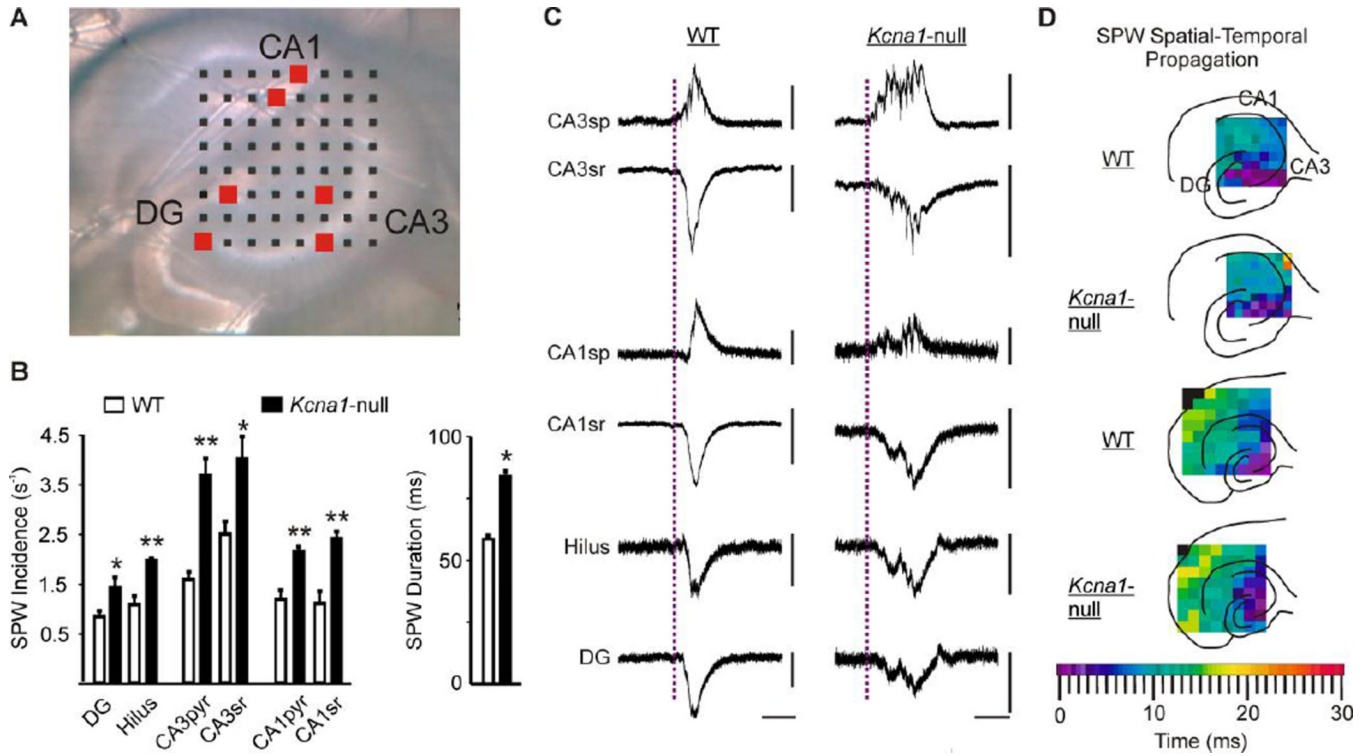 A
CA1
DG
CA3
B
WT
Kcna1-null
SPW Incidence (s⁻¹)
4.5
3.5
2.5
1.5
0.5
*
**
**
*
**
**
DG
Hilus
CA3pyr
CA3sr
CA1pyr
CA1sr
SPW Duration (ms)
100
50
0
*
C
WT
Kcna1-null
CA3sp
CA3sr
CA1sp
CA1sr
Hilus
DG
D
SPW Spatial-Temporal
Propagation
WT
CA1
DG
CA3
Kcna1-
null
WT
Kcna1-
null
0
10
20
30
Time (ms)